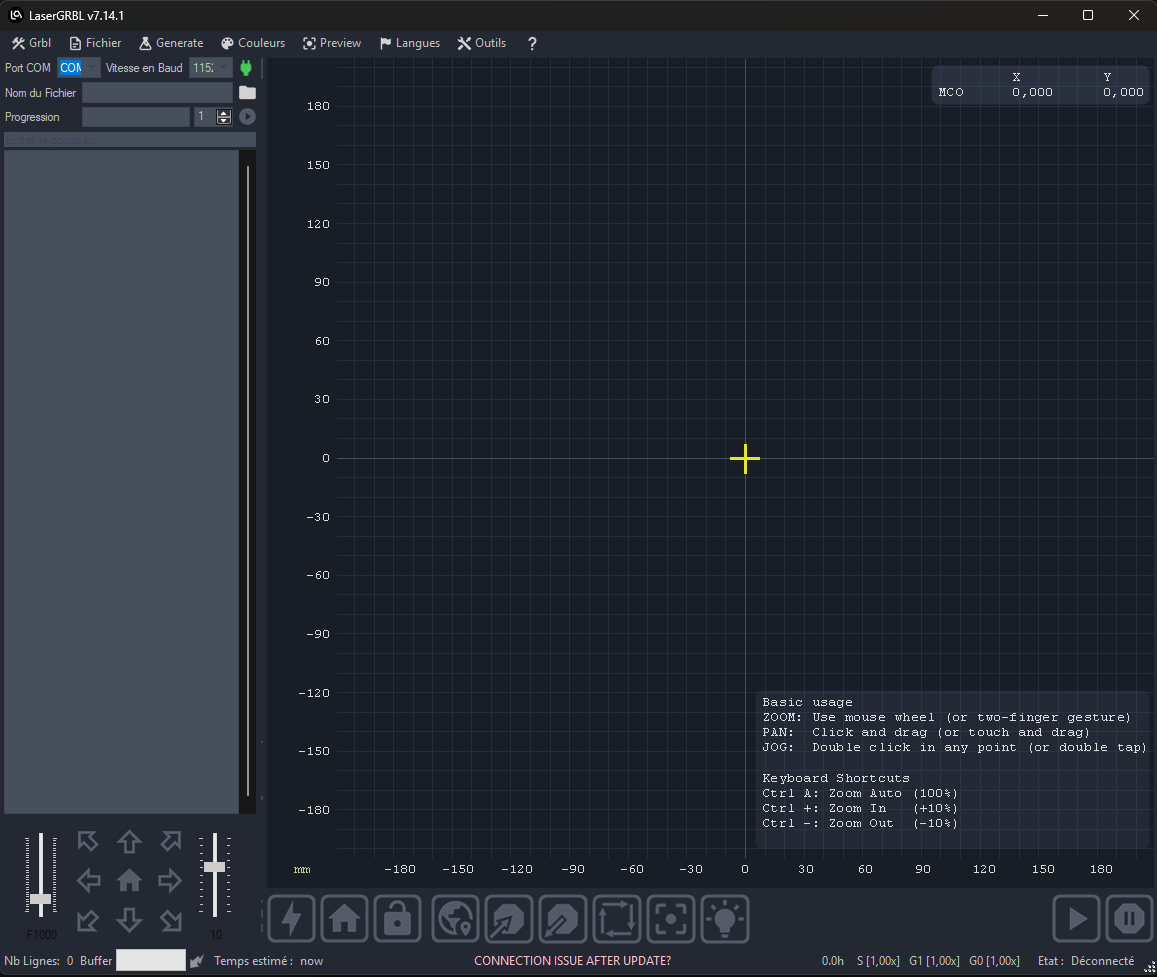 LaserGRBL v7.14.1
Grbl Fichier Generate Couleurs Preview Langues Outils ?
Port COM COM Vitesse en Baud 1152
Nom du Fichier
Progression 1
Entrer le gcode ici
X Y
MCO 0,000 0,000
180
150
120
90
60
30
0
-30
-60
-90
-120
-150
-180
Basic usage
ZOOM: Use mouse wheel (or two-finger gesture)
PAN: Click and drag (or touch and drag)
JOG: Double click in any point (or double tap)
Keyboard Shortcuts
Ctrl A: Zoom Auto (100%)
Ctrl +: Zoom In (+10%)
Ctrl -: Zoom Out (-10%)
mm -180 -150 -120 -90 -60 -30 0 30 60 90 120 150 180
F1000 10
Nb Lignes: 0 Buffer Temps estimé : now CONNECTION ISSUE AFTER UPDATE? 0.0h S [1,00x] G1 [1,00x] G0 [1,00x] Etat : Déconnecté